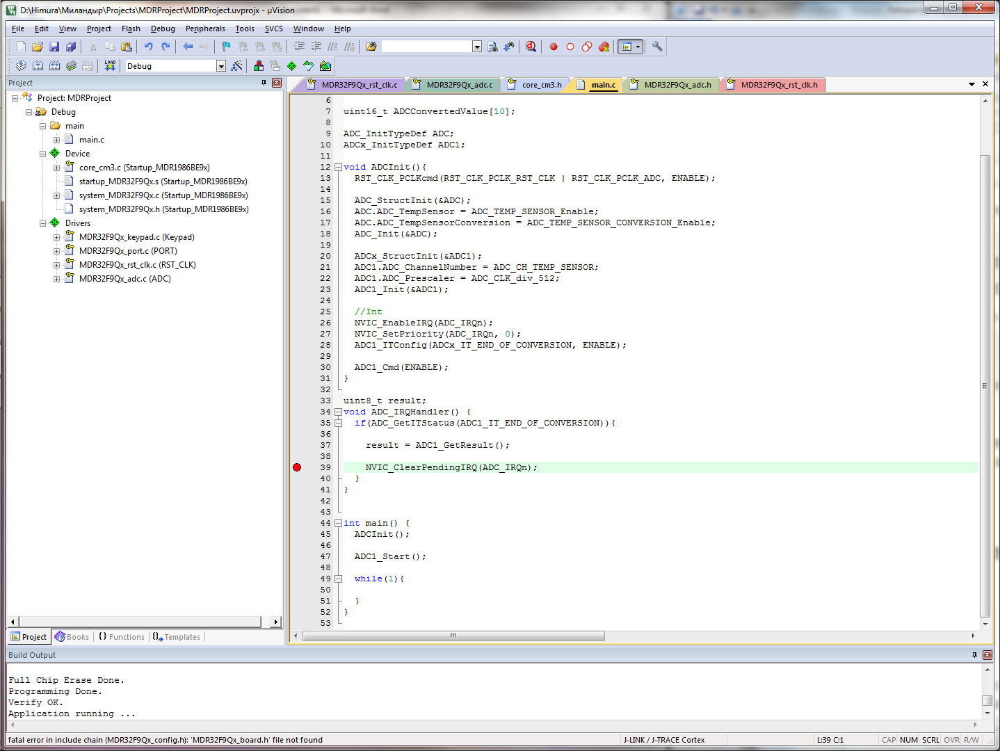 D:\Himura\Миландыр\Projects\MDRProject\MDRProject.uvprojx - µVision
File Edit View Project Flash Debug Peripherals Tools SVCS Window Help
LOAD Debug
Project
Project: MDRProject
Debug
main
main.c
Device
core_cm3.c (Startup_MDR1986BE9x)
startup_MDR32F9Qx.s (Startup_MDR1986BE9x)
system_MDR32F9Qx.c (Startup_MDR1986BE9x)
system_MDR32F9Qx.h (Startup_MDR1986BE9x)
Drivers
MDR32F9Qx_keypad.c (Keypad)
MDR32F9Qx_port.c (PORT)
MDR32F9Qx_rst_clk.c (RST_CLK)
MDR32F9Qx_adc.c (ADC)
Project Books {} Functions Templates
MDR32F9Qx_rst_clk.c MDR32F9Qx_adc.c core_cm3.h main.c MDR32F9Qx_adc.h MDR32F9Qx_rst_clk.h
6
7 uint16_t ADCConvertedValue[10];
8
9 ADC_InitTypeDef ADC;
10 ADCx_InitTypeDef ADC1;
11
12 void ADCInit(){
13 RST_CLK_PCLKcmd(RST_CLK_PCLK_RST_CLK | RST_CLK_PCLK_ADC, ENABLE);
14
15 ADC_StructInit(&ADC);
16 ADC.ADC_TempSensor = ADC_TEMP_SENSOR_Enable;
17 ADC.ADC_TempSensorConversion = ADC_TEMP_SENSOR_CONVERSION_Enable;
18 ADC_Init(&ADC);
19
20 ADCx_StructInit(&ADC1);
21 ADC1.ADC_ChannelNumber = ADC_CH_TEMP_SENSOR;
22 ADC1.ADC_Prescaler = ADC_CLK_div_512;
23 ADC1_Init(&ADC1);
24
25 //Int
26 NVIC_EnableIRQ(ADC_IRQn);
27 NVIC_SetPriority(ADC_IRQn, 0);
28 ADC1_ITConfig(ADCx_IT_END_OF_CONVERSION, ENABLE);
29
30 ADC1_Cmd(ENABLE);
31 }
32
33 uint8_t result;
34 void ADC_IRQHandler() {
35 if(ADC_GetITStatus(ADC1_IT_END_OF_CONVERSION)){
36
37 result = ADC1_GetResult();
38
39 NVIC_ClearPendingIRQ(ADC_IRQn);
40 }
41 }
42
43
44 int main() {
45 ADCInit();
46
47 ADC1_Start();
48
49 while(1){
50
51 }
52 }
53
Build Output
Full Chip Erase Done.
Programming Done.
Verify OK.
Application running ...
fatal error in include chain (MDR32F9Qx_config.h): 'MDR32F9Qx_board.h' file not found J-LINK / J-TRACE Cortex L:39 C:1 CAP NUM SCRL OVR R/W